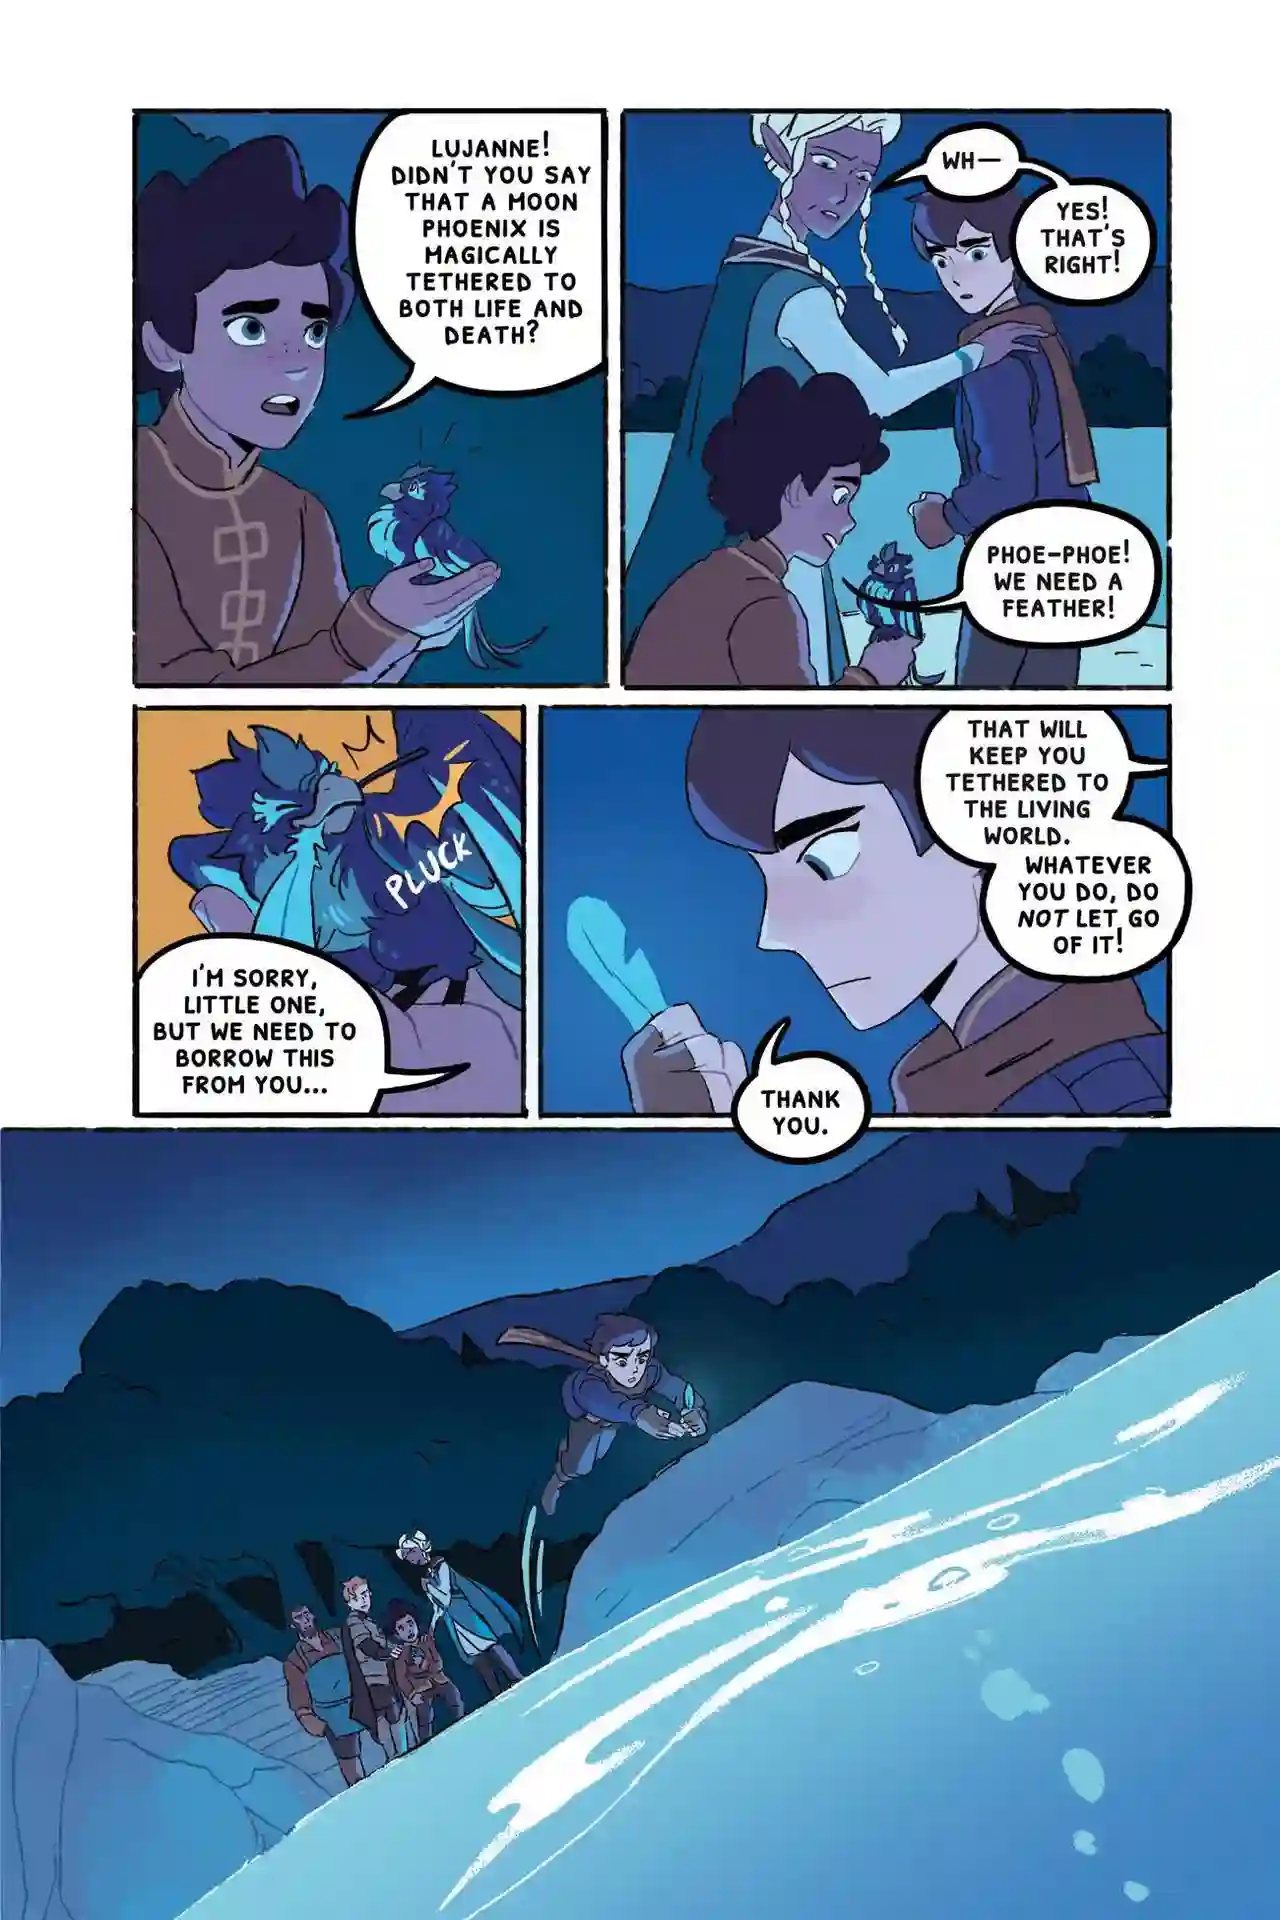 LUJANNE!
DIDN'T YOU SAY
THAT A MOON
PHOENIX IS
MAGICALLY
TETHERED TO
BOTH LIFE AND
DEATH?
WH—
YES!
THAT'S
RIGHT!
PHOE-PHOE!
WE NEED A
FEATHER!
PLUCK
I'M SORRY,
LITTLE ONE,
BUT WE NEED TO
BORROW THIS
FROM YOU...
THAT WILL
KEEP YOU
TETHERED TO
THE LIVING
WORLD.
WHATEVER
YOU DO, DO
NOT LET GO
OF IT!
THANK
YOU.